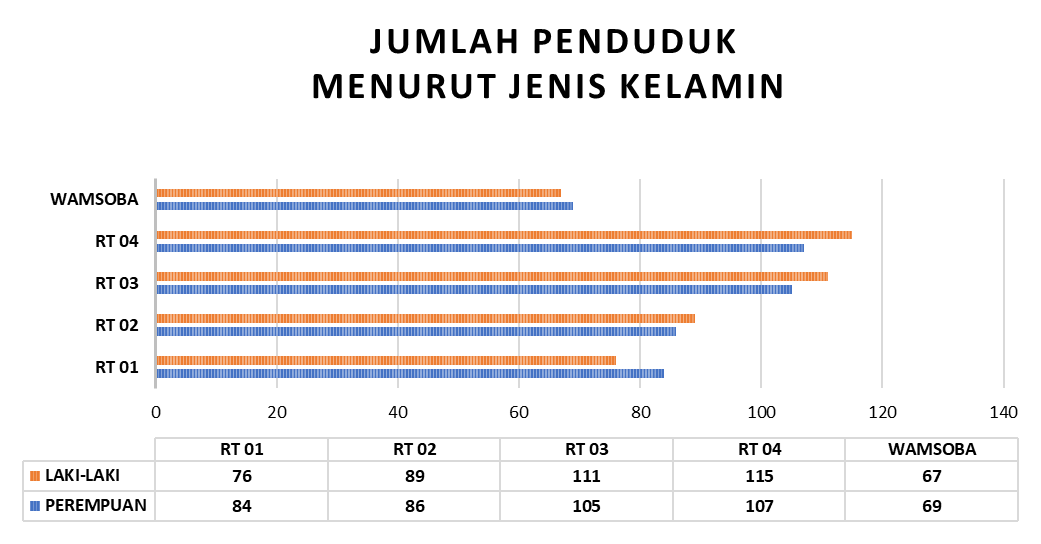 JUMLAH PENDUDUK
MENURUT JENIS KELAMIN
WAMSOBA
RT 04
RT 03
RT 02
RT 01
0 20 40 60 80 100 120 140
RT 01 RT 02 RT 03 RT 04 WAMSOBA
LAKI-LAKI 76 89 111 115 67
PEREMPUAN 84 86 105 107 69